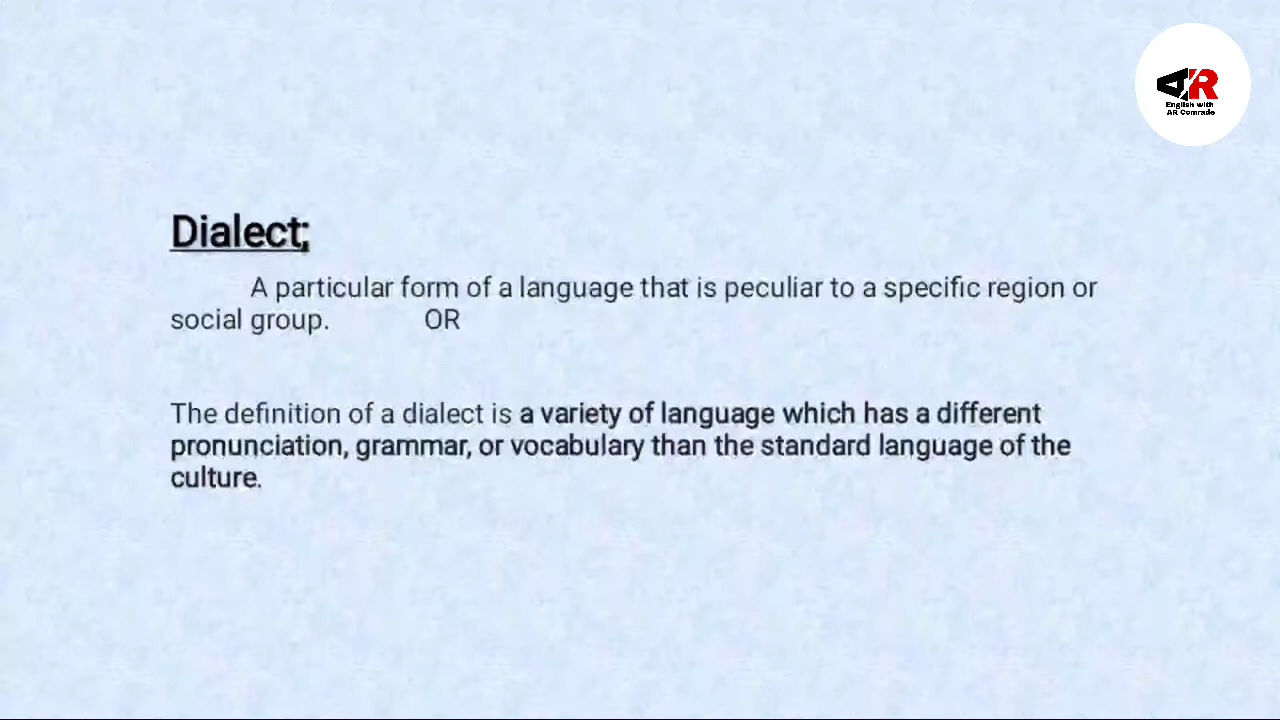 AR
English with
AR Comrade
Dialect;
A particular form of a language that is peculiar to a specific region or
social group. OR
The definition of a dialect is a variety of language which has a different
pronunciation, grammar, or vocabulary than the standard language of the
culture.